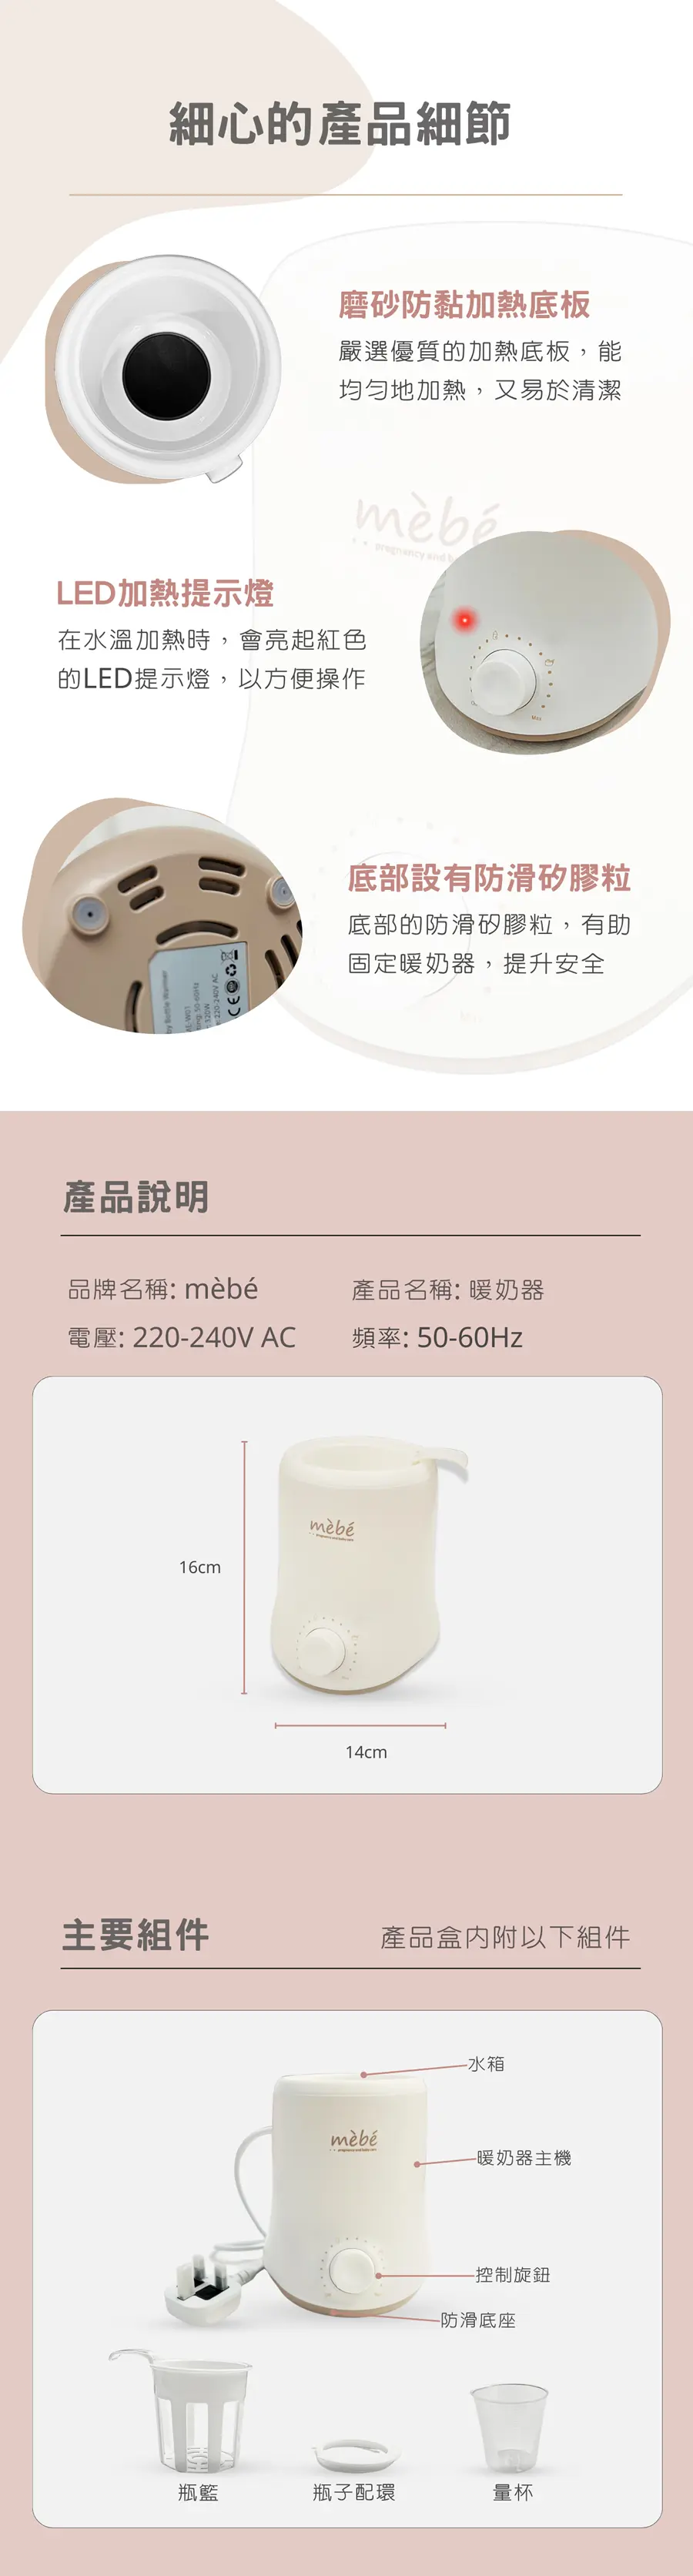 細心的產品細節
磨砂防黏加熱底板
嚴選優質的加熱底板，能
均勻地加熱，又易於清潔
mèbé
LED加熱提示燈
在水溫加熱時，會亮起紅色
的LED提示燈，以方便操作
Max
底部設有防滑矽膠粒
底部的防滑矽膠粒，有助
固定暖奶器，提升安全
Bottle Warmer
220-240V AC
CE
產品說明
品牌名稱: mèbé
產品名稱: 暖奶器
電壓: 220-240V AC
頻率: 50-60Hz
mèbé
16cm
14cm
主要組件
產品盒内附以下組件
水箱
mèbé
暖奶器主機
控制旋鈕
防滑底座
瓶籃
瓶子配環
量杯